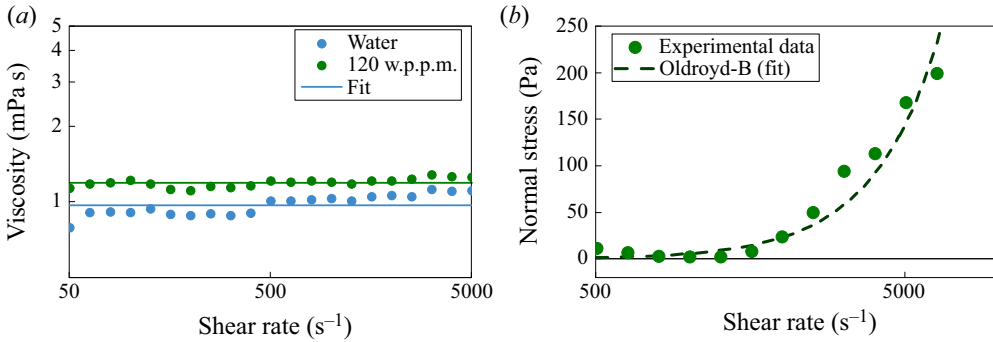 (a)
5
4
3
2
1
Viscosity (mPa s)
Water
120 w.p.p.m.
Fit
50
500
5000
Shear rate (s⁻¹)
(b)
250
200
150
100
50
0
Normal stress (Pa)
Experimental data
Oldroyd-B (fit)
500
5000
Shear rate (s⁻¹)